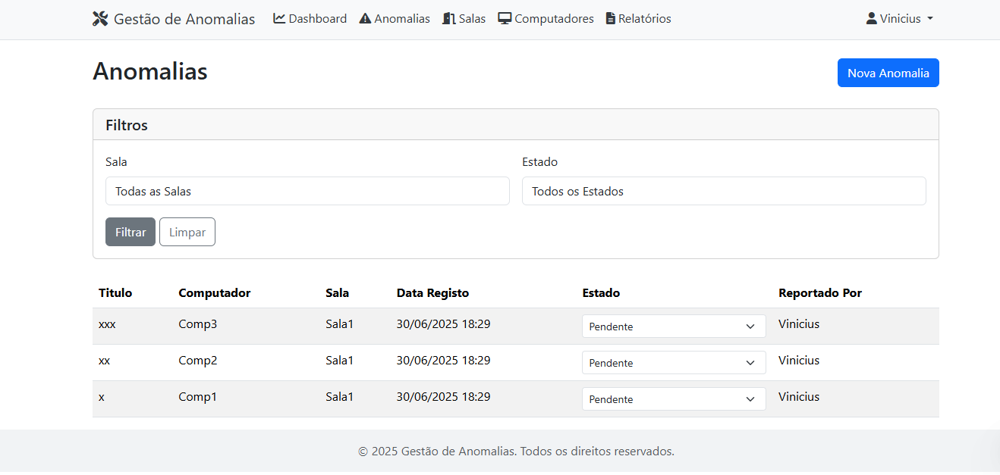 Gestão de Anomalias Dashboard Anomalias Salas Computadores Relatórios Vinicius
Anomalias Nova Anomalia
Filtros
Sala Estado
Todas as Salas Todos os Estados
Filtrar Limpar
Titulo Computador Sala Data Registo Estado Reportado Por
xxx Comp3 Sala1 30/06/2025 18:29 Pendente Vinicius
xx Comp2 Sala1 30/06/2025 18:29 Pendente Vinicius
x Comp1 Sala1 30/06/2025 18:29 Pendente Vinicius
© 2025 Gestão de Anomalias. Todos os direitos reservados.